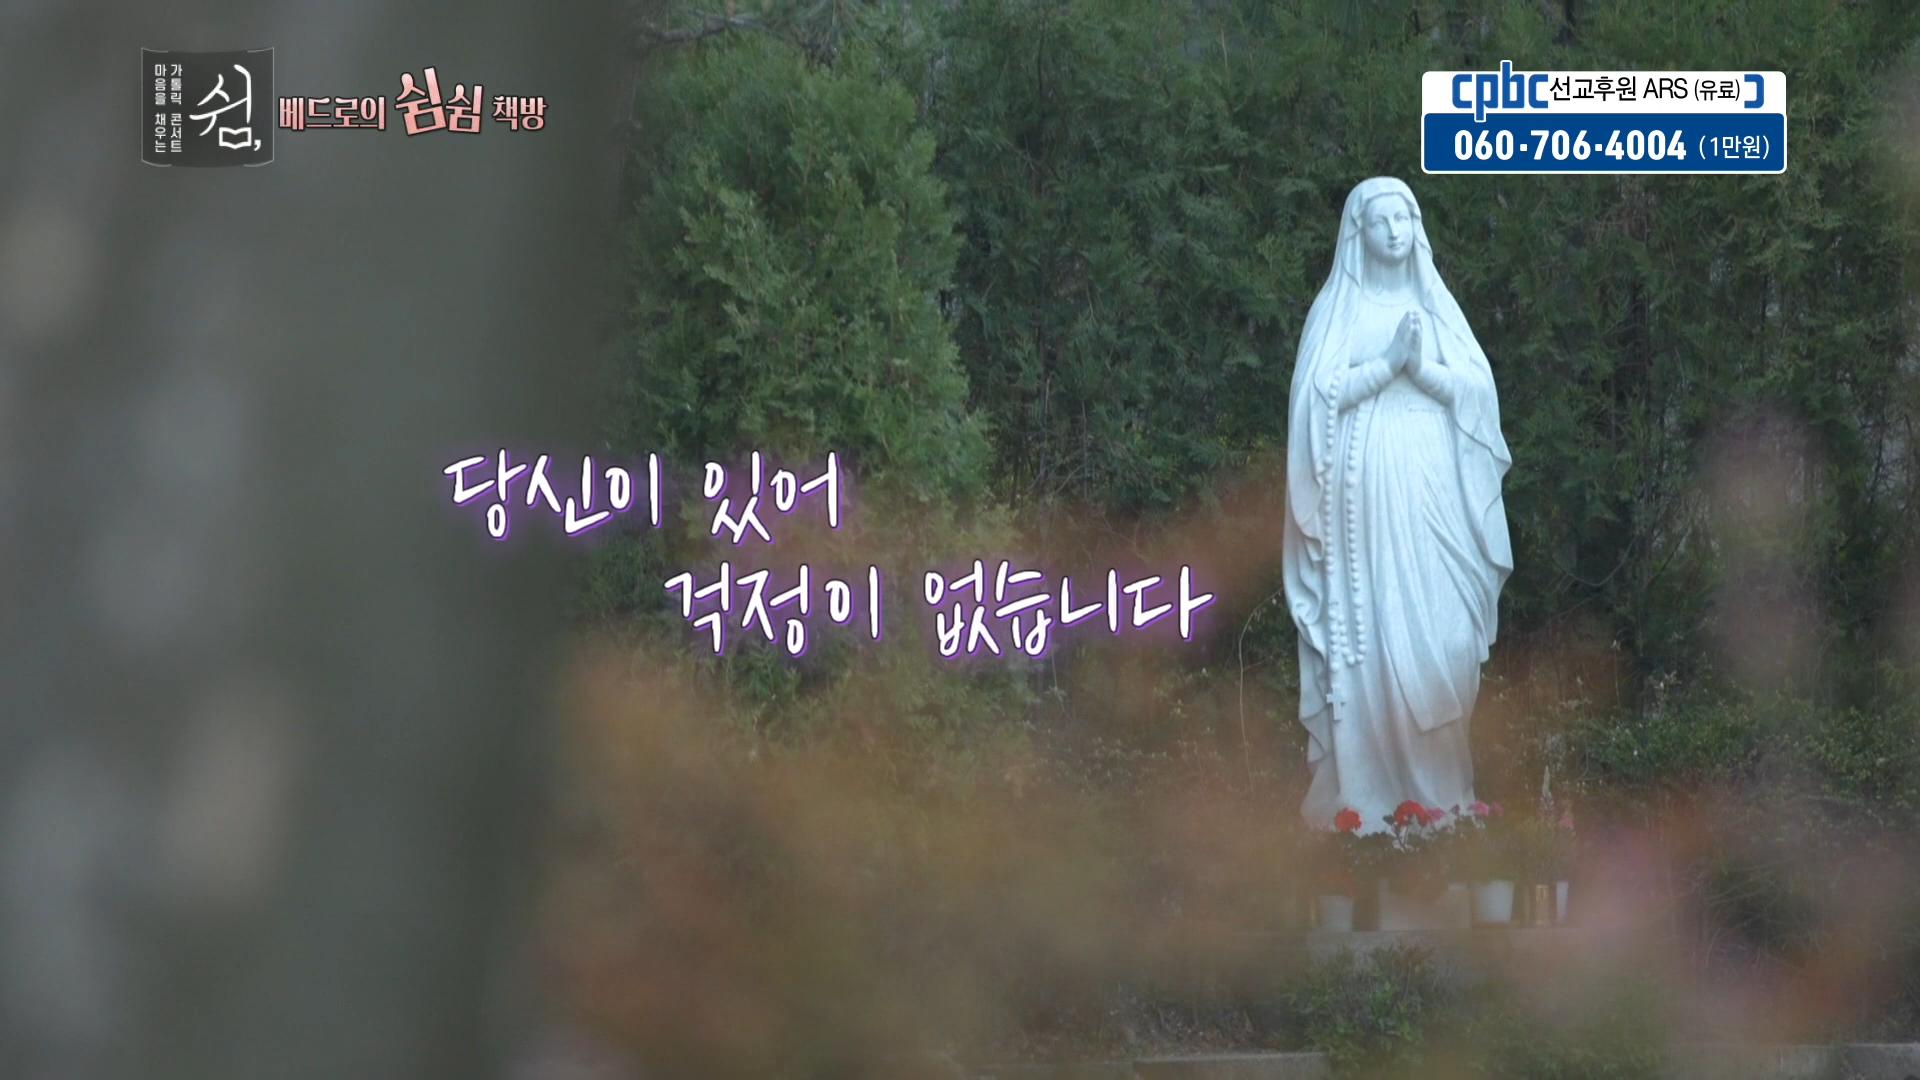 마음을 채우는
가톨릭 콘서트
쉼,
베드로의 쉼쉼 책방
cpbc 선교후원 ARS (유료)
060·706·4004 (1만원)
당신이 있어
걱정이 없습니다